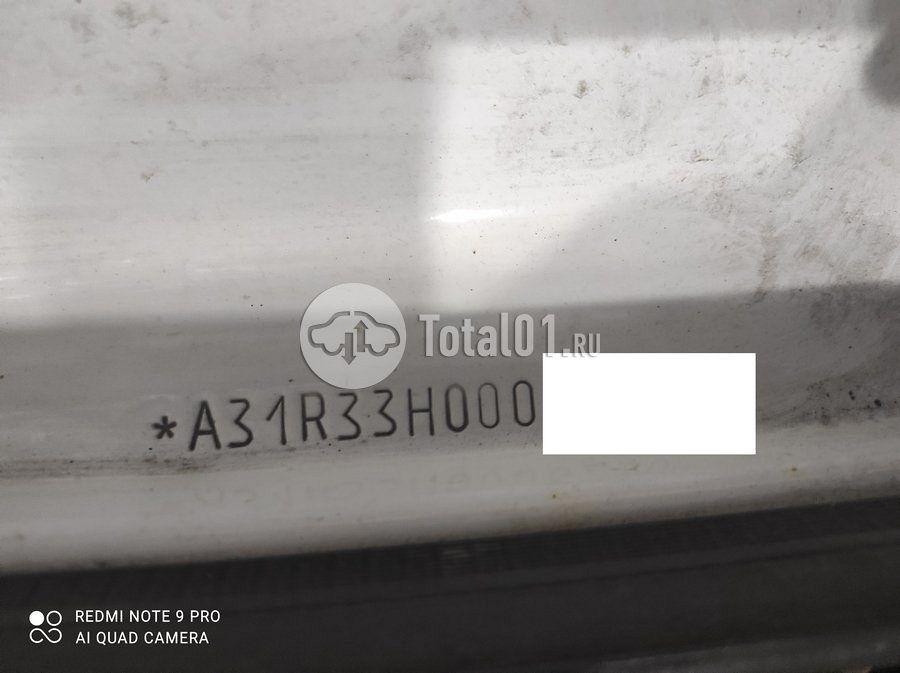 Total01.RU
*A31R33H000
REDMI NOTE 9 PRO
AI QUAD CAMERA